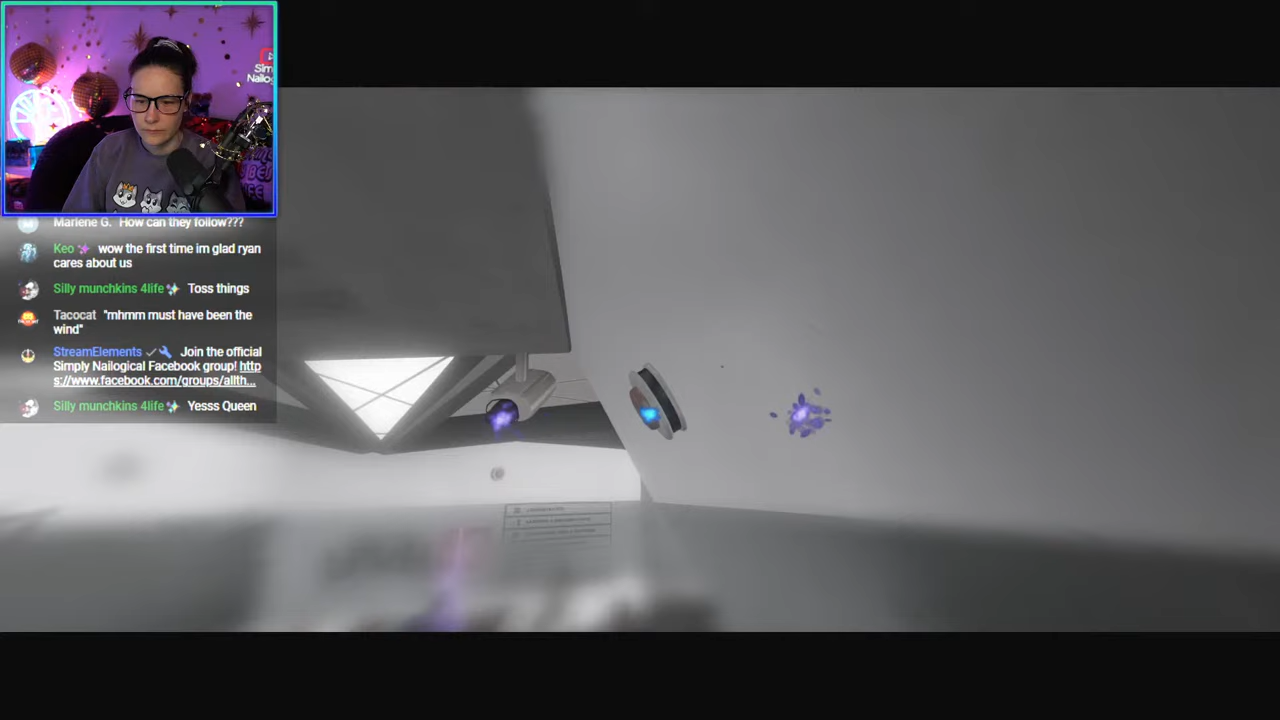 Sim
Nailo
Marlene G. How can they follow???
Keo wow the first time im glad ryan
cares about us
Silly munchkins 4life Toss things
Tacocat "mhmm must have been the
wind"
StreamElements Join the official
Simply Nailogical Facebook group! http
s://www.facebook.com/groups/allth...
Silly munchkins 4life Yesss Queen